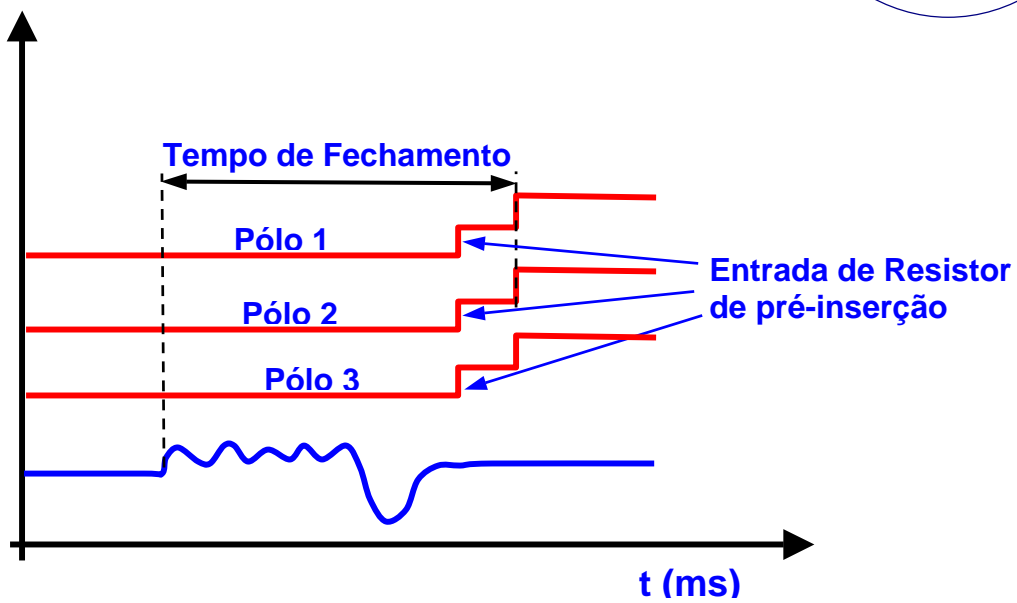 Tempo de Fechamento
Pólo 1
Pólo 2
Pólo 3
Entrada de Resistor
de pré-inserção
t (ms)